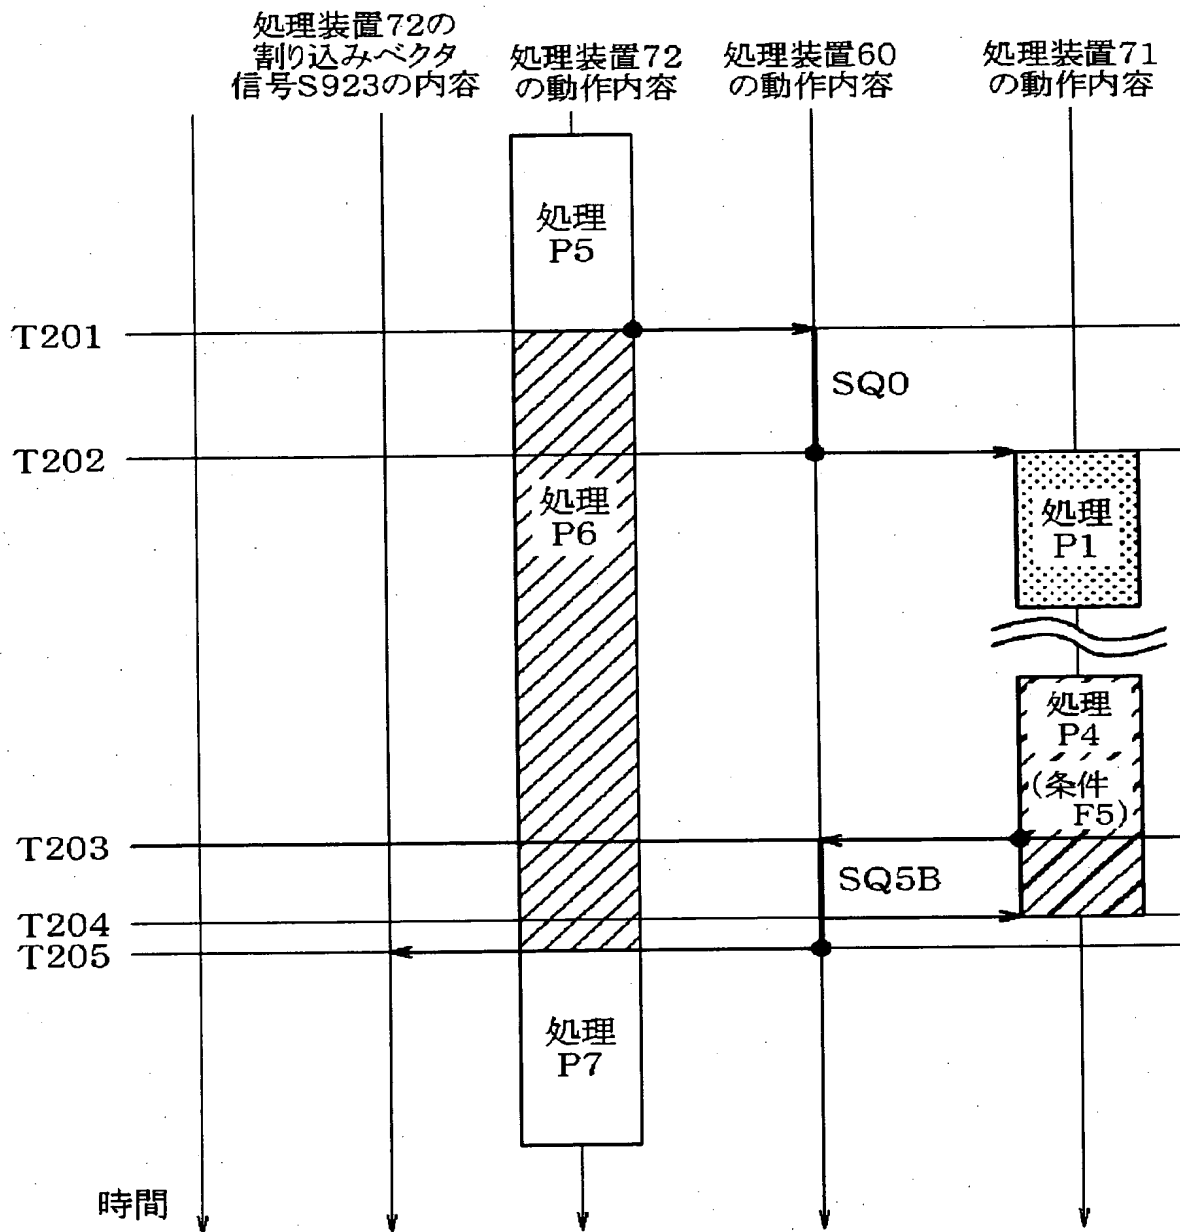 処理装置72の
割り込みベクタ
信号S923の内容
処理装置72
の動作内容
処理装置60
の動作内容
処理装置71
の動作内容
処理
P5
T201
SQ0
T202
処理
P6
処理
P1
処理
P4
(条件
F5)
T203
SQ5B
T204
T205
処理
P7
時間